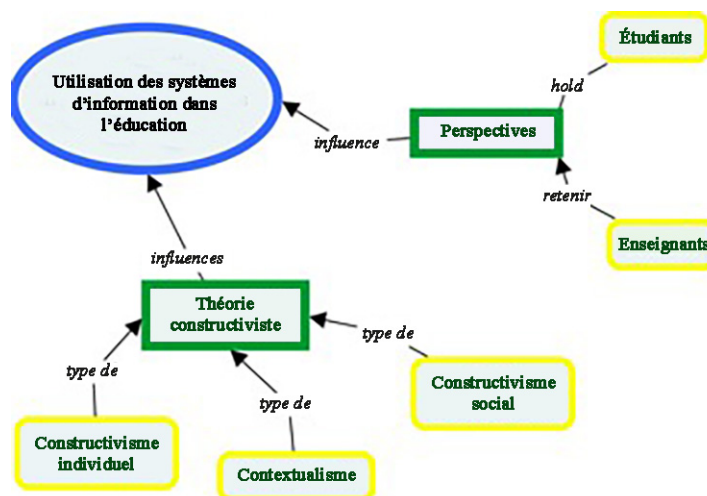 Étudiants
Utilisation des systèmes
d'information dans
l'éducation
hold
Perspectives
influence
retenir
Enseignants
influences
Théorie
constructiviste
type de
type de
type de
Constructivisme
social
Constructivisme
individuel
Contextualisme